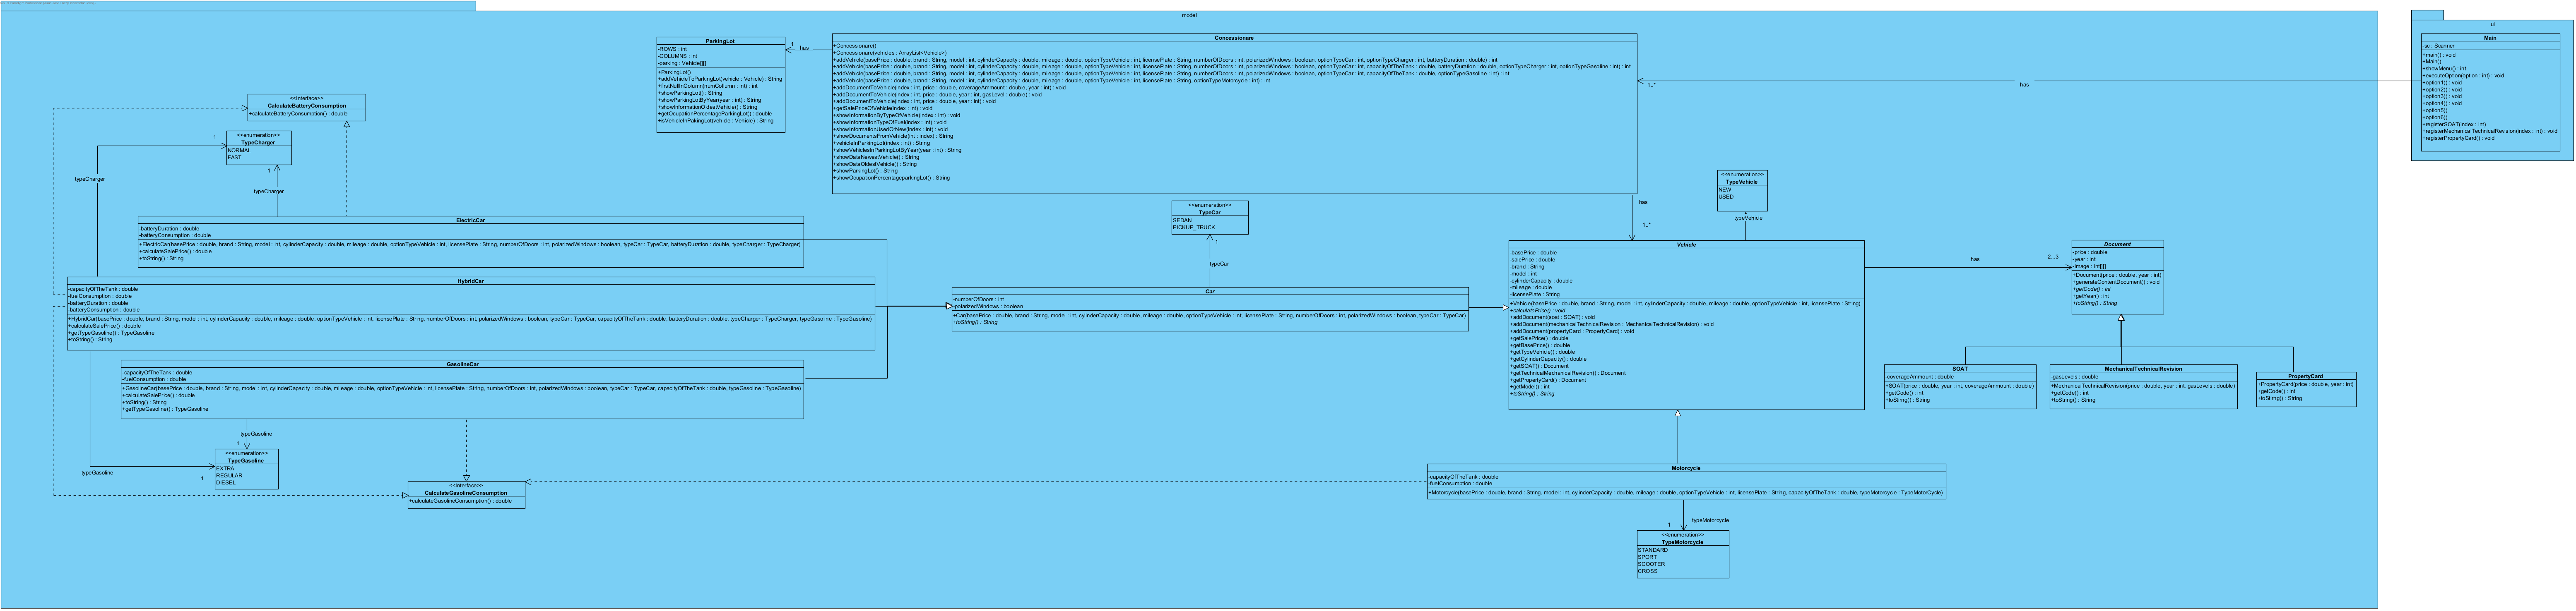 model
ParkingLot
-ROWS : int
-COLUMNS : int
-parking : Vehicle[][]
+ParkingLot()
+addVehicleToParkingLot(vehicle : Vehicle) : String
+firstNullInColumn(numCollumn : int) : int
+showParkingLot() : String
+showParkingLotByYear(year : int) : String
+showInformationOldestVehicle() : String
+getOcupationPercentageParkingLot() : double
+isVehicleInPakingLot(vehicle : Vehicle) : String
1
has
Concessionare
+Concessionare()
+Concessionare(vehicles : ArrayList<Vehicle>)
+addVehicle(basePrice : double, brand : String, model : int, cylinderCapacity : double, mileage : double, optionTypeVehicle : int, licensePlate : String, numberOfDoors : int, polarizedWindows : boolean, optionTypeCar : int, optionTypeCharger : int, batteryDuration : double) : int
+addVehicle(basePrice : double, brand : String, model : int, cylinderCapacity : double, mileage : double, optionTypeVehicle : int, licensePlate : String, numberOfDoors : int, polarizedWindows : boolean, optionTypeCar : int, capacityOfTheTank : double, batteryDuration : double, optionTypeCharger : int, optionTypeGasoline : int) : int
+addVehicle(basePrice : double, brand : String, model : int, cylinderCapacity : double, mileage : double, optionTypeVehicle : int, licensePlate : String, numberOfDoors : int, polarizedWindows : boolean, optionTypeCar : int, capacityOfTheTank : double, optionTypeGasoline : int) : int
+addVehicle(basePrice : double, brand : String, model : int, cylinderCapacity : double, mileage : double, optionTypeVehicle : int, licensePlate : String, optionTypeMotorcycle : int) : int
+addDocumentToVehicle(index : int, price : double, coverageAmmount : double, year : int) : void
+addDocumentToVehicle(index : int, price : double, year : int, gasLevel : double) : void
+addDocumentToVehicle(index : int, price : double, year : int) : void
+getSalePriceOfVehicle(index : int) : void
+showInformationByTypeOfVehicle(index : int) : void
+showInformationTypeOfFuel(index : int) : void
+showInformationUsedOrNew(index : int) : void
+showDocumentsFromVehicle(int : index) : String
+vehicleInParkingLot(index : int) : String
+showVehiclesInParkingLotByYear(year : int) : String
+showDataNewestVehicle() : String
+showDataOldestVehicle() : String
+showParkingLot() : String
+showOcupationPercentageparkingLot() : String
1..*
has
ui
Main
-sc : Scanner
+main() : void
+Main()
+showMenu() : int
+executeOption(option : int) : void
+option1() : void
+option2() : void
+option3() : void
+option4() : void
+option5()
+option6()
+registerSOAT(index : int)
+registerMechanicalTechnicalRevision(index : int) : void
+registerPropertyCard() : void
<<Interface>>
CalculateBatteryConsumption
+calculateBatteryConsumption() : double
1
<<enumeration>>
TypeCharger
NORMAL
FAST
1
typeCharger
typeCharger
<<enumeration>>
TypeVehicle
NEW
USED
typeVehicle
<<enumeration>>
TypeCar
SEDAN
PICKUP_TRUCK
1
typeCar
has
1..*
ElectricCar
-batteryDuration : double
-batteryConsumption : double
+ElectricCar(basePrice : double, brand : String, model : int, cylinderCapacity : double, mileage : double, optionTypeVehicle : int, licensePlate : String, numberOfDoors : int, polarizedWindows : boolean, typeCar : TypeCar, batteryDuration : double, typeCharger : TypeCharger)
+calculateSalePrice() : double
+toString() : String
HybridCar
-capacityOfTheTank : double
-fuelConsumption : double
-batteryDuration : double
-batteryConsumption : double
+HybridCar(basePrice : double, brand : String, model : int, cylinderCapacity : double, mileage : double, optionTypeVehicle : int, licensePlate : String, numberOfDoors : int, polarizedWindows : boolean, typeCar : TypeCar, capacityOfTheTank : double, batteryDuration : double, typeCharger : TypeCharger, typeGasoline : TypeGasoline)
+calculateSalePrice() : double
+getTypeGasoline() : TypeGasoline
+toString() : String
GasolineCar
-capacityOfTheTank : double
-fuelConsumption : double
+GasolineCar(basePrice : double, brand : String, model : int, cylinderCapacity : double, mileage : double, optionTypeVehicle : int, licensePlate : String, numberOfDoors : int, polarizedWindows : boolean, typeCar : TypeCar, capacityOfTheTank : double, typeGasoline : TypeGasoline)
+calculateSalePrice() : double
+toString() : String
+getTypeGasoline() : TypeGasoline
Car
-numberOfDoors : int
-polarizedWindows : boolean
+Car(basePrice : double, brand : String, model : int, cylinderCapacity : double, mileage : double, optionTypeVehicle : int, licensePlate : String, numberOfDoors : int, polarizedWindows : boolean, typeCar : TypeCar)
+toString() : String
Vehicle
-basePrice : double
-salePrice : double
-brand : String
-model : int
-cylinderCapacity : double
-mileage : double
-licensePlate : String
+Vehicle(basePrice : double, brand : String, model : int, cylinderCapacity : double, mileage : double, optionTypeVehicle : int, licensePlate : String)
+calculatePrice() : void
+addDocument(soat : SOAT) : void
+addDocument(mechanicalTechnicalRevision : MechanicalTechnicalRevision) : void
+addDocument(propertyCard : PropertyCard) : void
+getSalePrice() : double
+getBasePrice() : double
+getTypeVehicle() : double
+getCylinderCapacity() : double
+getSOAT() : Document
+getTechnicalMechanicalRevision() : Document
+getPropertyCard() : Document
+getModel() : int
+toString() : String
has
2...3
Document
-price : double
-year : int
-image : int[][]
+Document(price : double, year : int)
+generateContentDocument() : void
+getCode() : int
+getYear() : int
+toString() : String
SOAT
-coverageAmmount : double
+SOAT(price : double, year : int, coverageAmmount : double)
+getCode() : int
+toString() : String
MechanicalTechnicalRevision
-gasLevels : double
+MechanicalTechnicalRevision(price : double, year : int, gasLevels : double)
+getCode() : int
+toString() : String
PropertyCard
+PropertyCard(price : double, year : int)
+getCode() : int
+toString() : String
typeGasoline
1
typeGasoline
1
<<enumeration>>
TypeGasoline
EXTRA
REGULAR
DIESEL
<<Interface>>
CalculateGasolineConsumption
+calculateGasolineConsumption() : double
Motorcycle
-capacityOfTheTank : double
-fuelConsumption : double
+Motorcycle(basePrice : double, brand : String, model : int, cylinderCapacity : double, mileage : double, optionTypeVehicle : int, licensePlate : String, capacityOfTheTank : double, typeMotorcycle : TypeMotorCycle)
typeMotorcycle
1
<<enumeration>>
TypeMotorcycle
STANDARD
SPORT
SCOOTER
CROSS